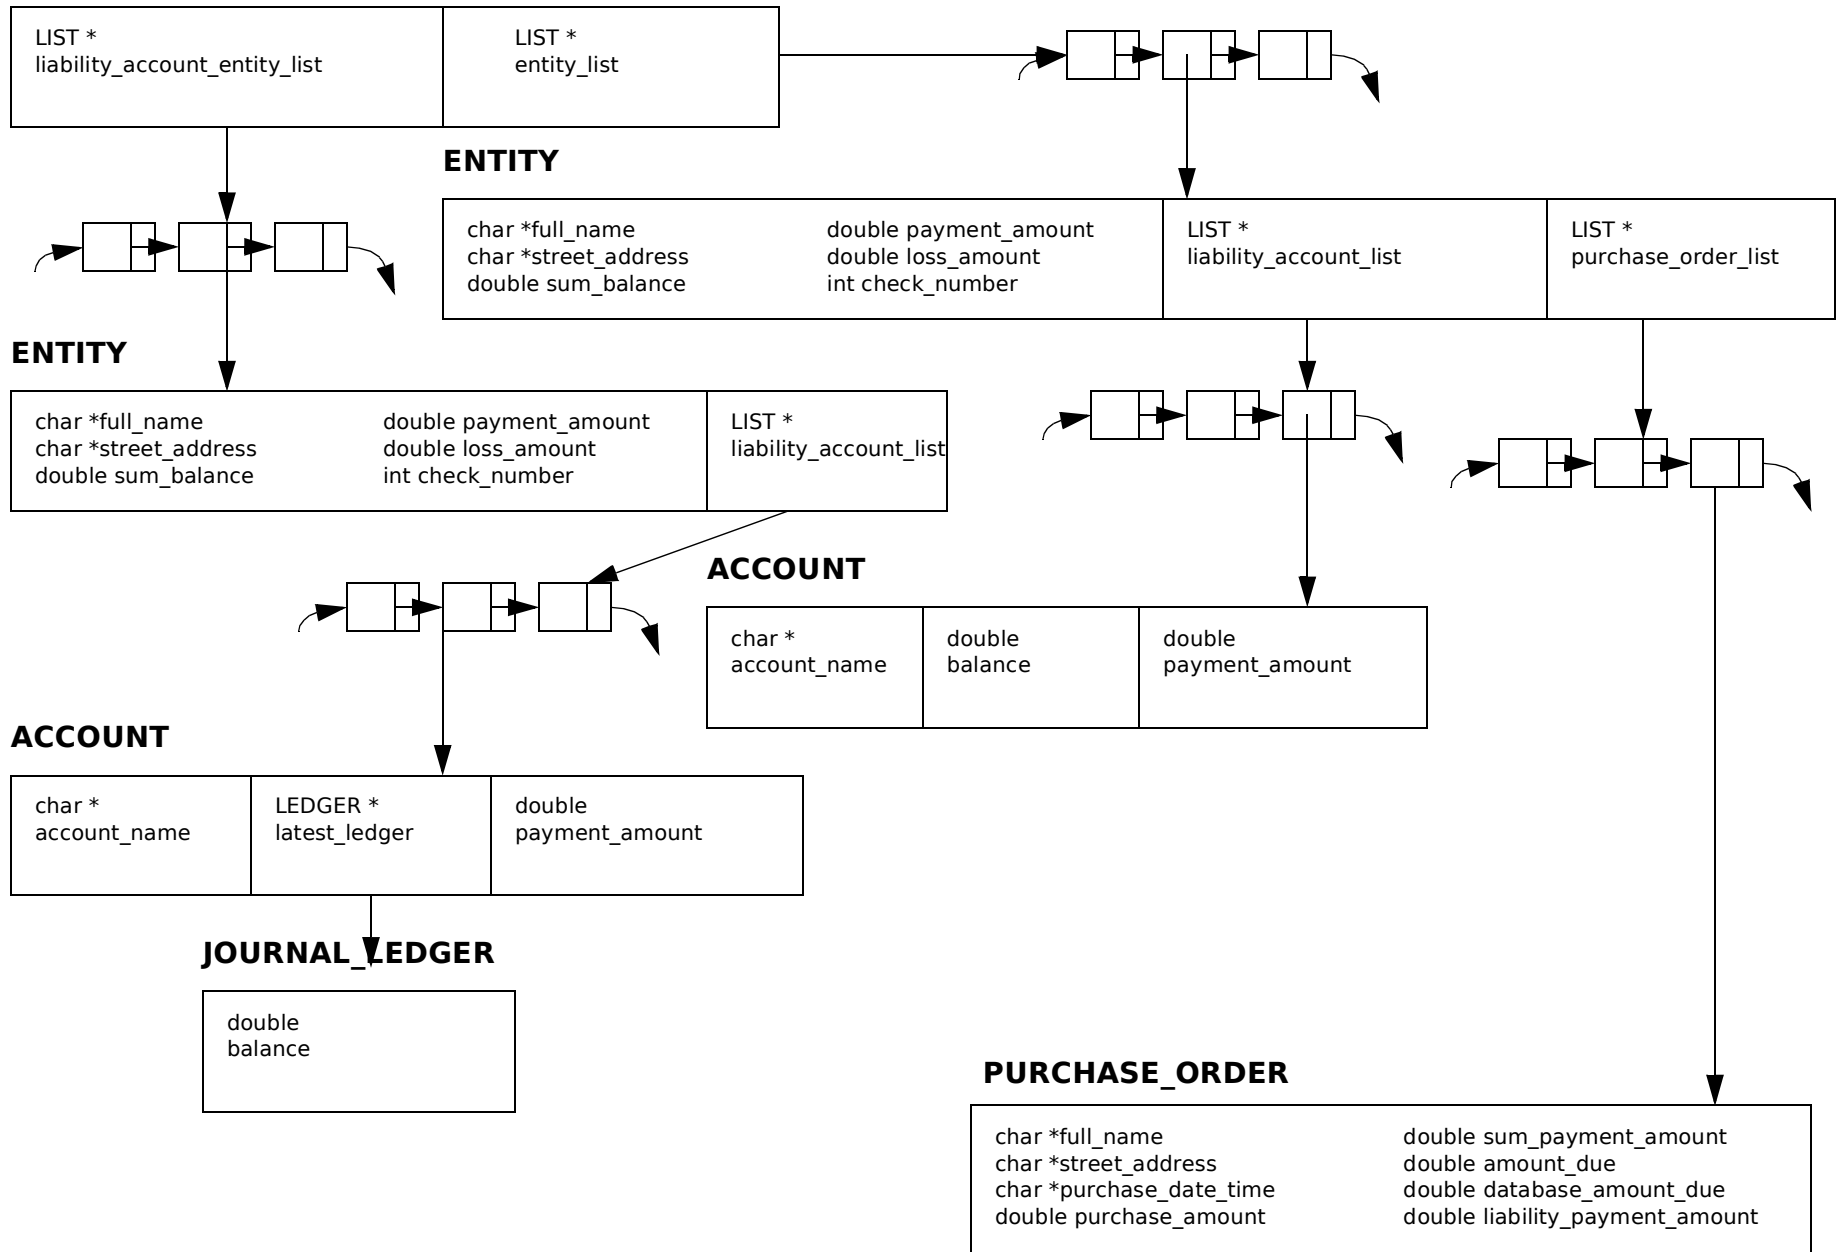 LIST *
liability_account_entity_list
LIST *
entity_list
ENTITY
char *full_name
char *street_address
double sum_balance
double payment_amount
double loss_amount
int check_number
LIST *
liability_account_list
LIST *
purchase_order_list
ENTITY
char *full_name
char *street_address
double sum_balance
double payment_amount
double loss_amount
int check_number
LIST *
liability_account_list
ACCOUNT
char *
account_name
double
balance
double
payment_amount
ACCOUNT
char *
account_name
LEDGER *
latest_ledger
double
payment_amount
JOURNAL_LEDGER
double
balance
PURCHASE_ORDER
char *full_name
char *street_address
char *purchase_date_time
double purchase_amount
double sum_payment_amount
double amount_due
double database_amount_due
double liability_payment_amount